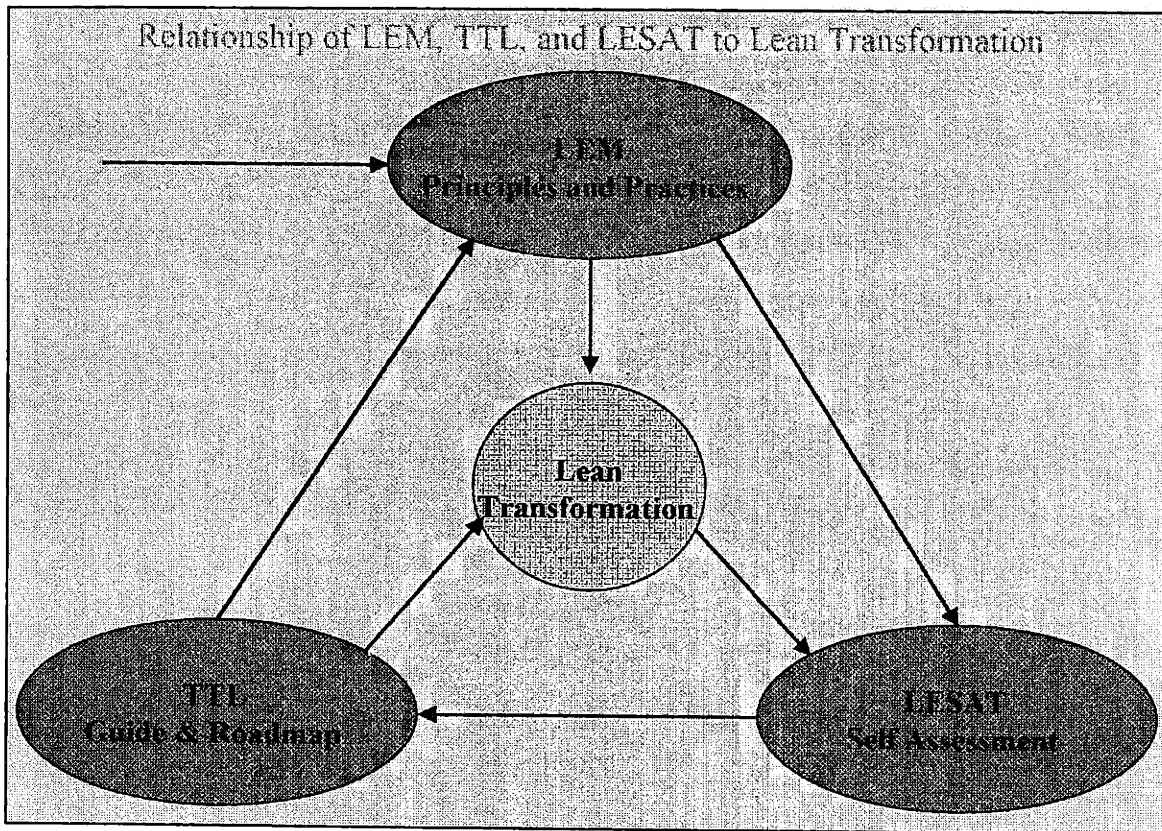 Relationship of LEM, TTL, and LESAT to Lean Transformation
LEM
Principles and Practices
Lean
Transformation
TTL
Guide & Roadmap
LESAT
Self Assessment